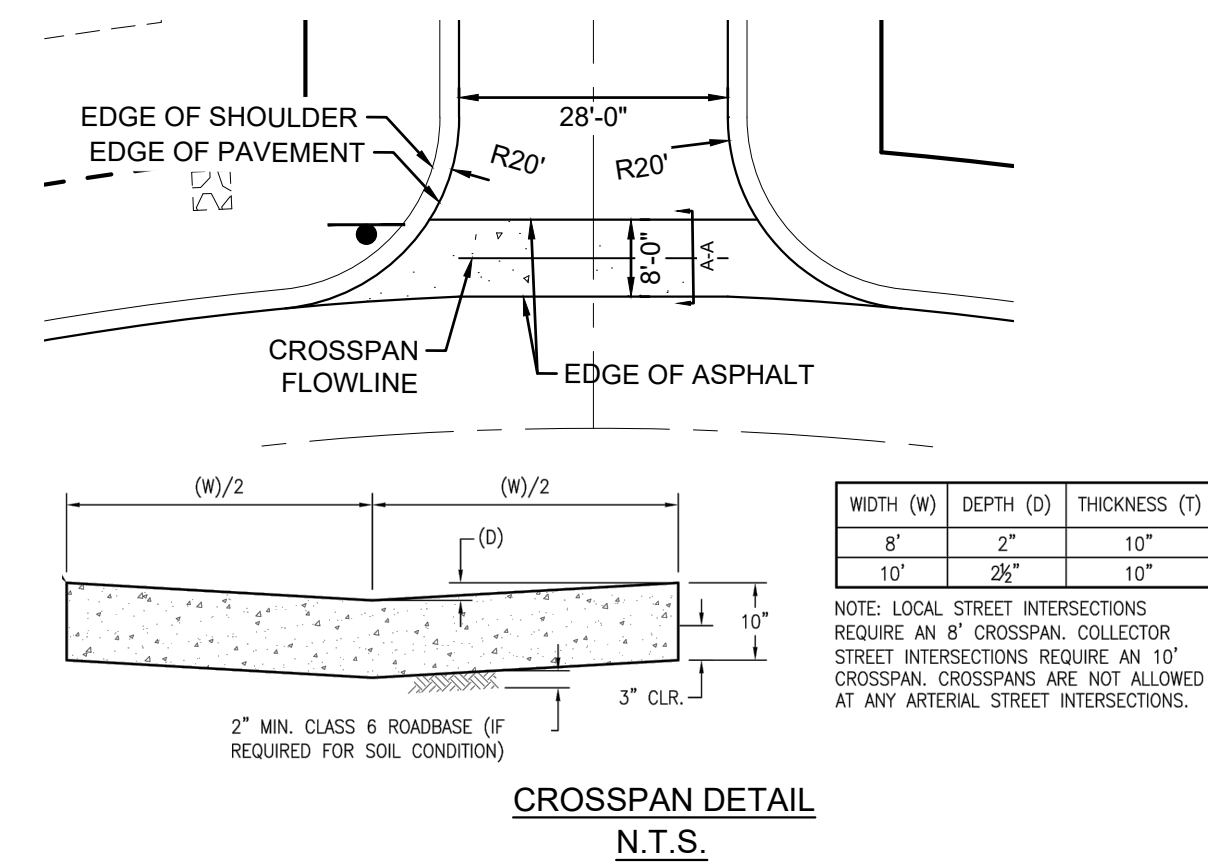 28'-0"
EDGE OF SHOULDER
EDGE OF PAVEMENT
R20'
R20'
8'-0"
A-A
CROSSPAN
FLOWLINE
EDGE OF ASPHALT
(W)/2
(W)/2
(D)
10"
3" CLR.
2" MIN. CLASS 6 ROADBASE (IF
REQUIRED FOR SOIL CONDITION)
WIDTH (W) DEPTH (D) THICKNESS (T)
8' 2" 10"
10' 2½" 10"
NOTE: LOCAL STREET INTERSECTIONS
REQUIRE AN 8' CROSSPAN. COLLECTOR
STREET INTERSECTIONS REQUIRE AN 10'
CROSSPAN. CROSSPANS ARE NOT ALLOWED
AT ANY ARTERIAL STREET INTERSECTIONS.
CROSSPAN DETAIL
N.T.S.